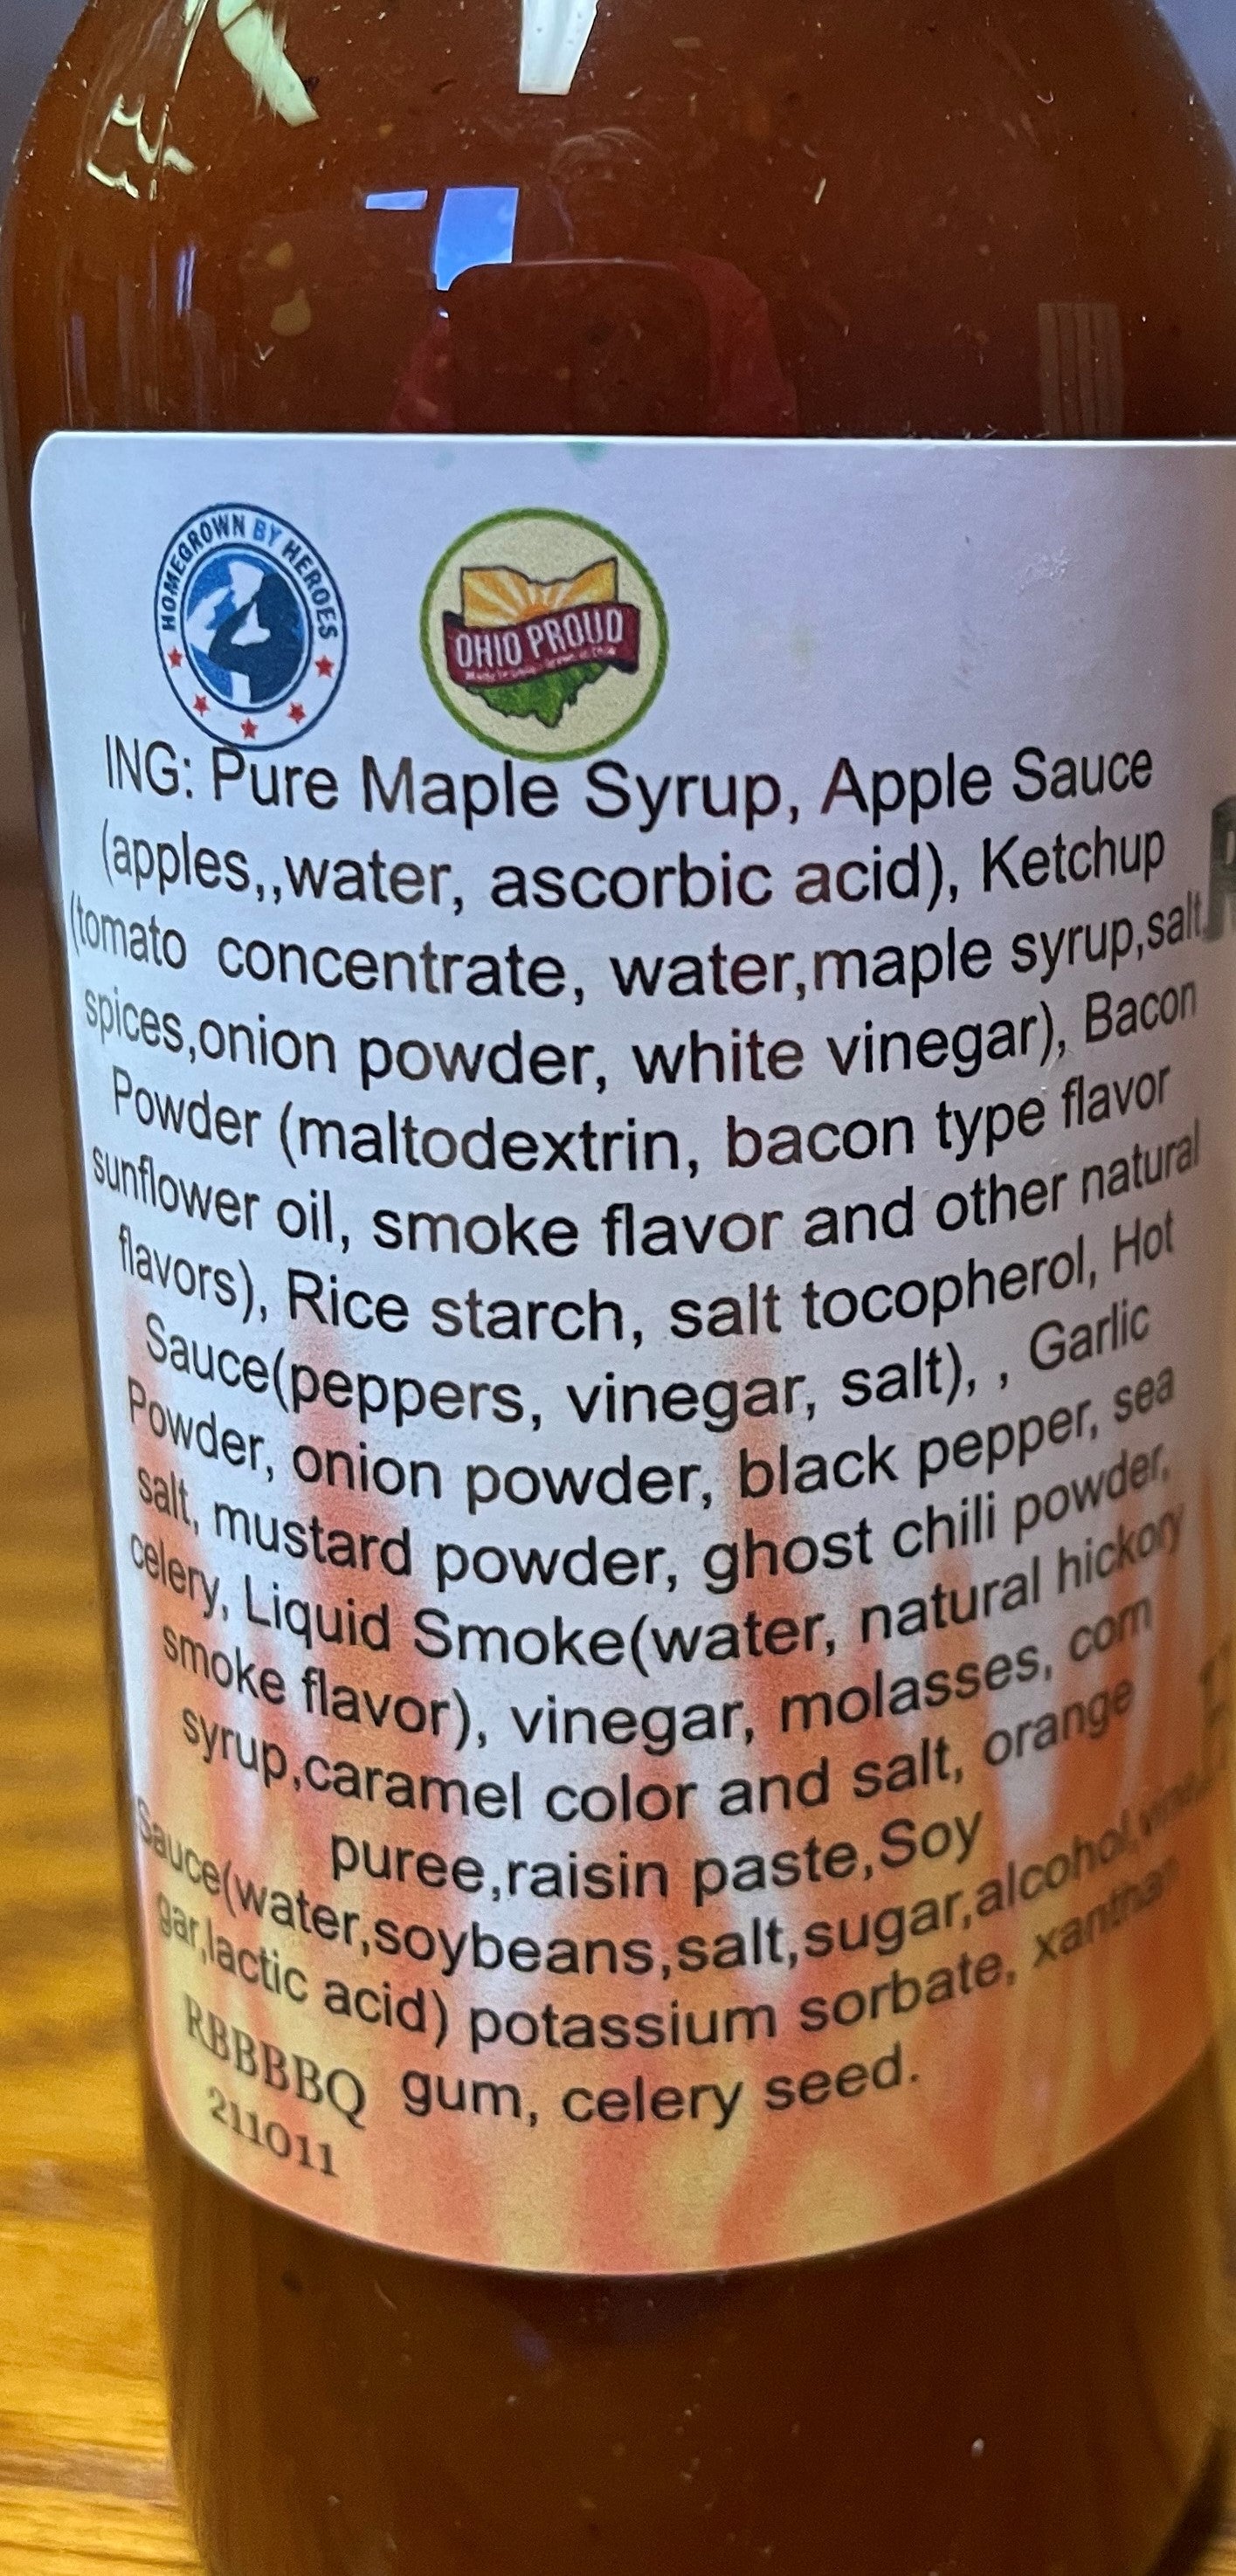 HOMEGROWN BY HEROES
OHIO PROUD
ING: Pure Maple Syrup, Apple Sauce
(apples,,water, ascorbic acid), Ketchup
(tomato concentrate, water,maple syrup,salt,
spices,onion powder, white vinegar), Bacon
Powder (maltodextrin, bacon type flavor
sunflower oil, smoke flavor and other natural
flavors), Rice starch, salt tocopherol, Hot
Sauce(peppers, vinegar, salt), , Garlic
Powder, onion powder, black pepper, sea
salt, mustard powder, ghost chili powder,
celery, Liquid Smoke(water, natural hickory
smoke flavor), vinegar, molasses, corn
syrup,caramel color and salt, orange
puree,raisin paste,Soy
Sauce(water,soybeans,salt,sugar,alcohol,vine
gar,lactic acid) potassium sorbate, xanthan
gum, celery seed.
RBBBBQ
211011